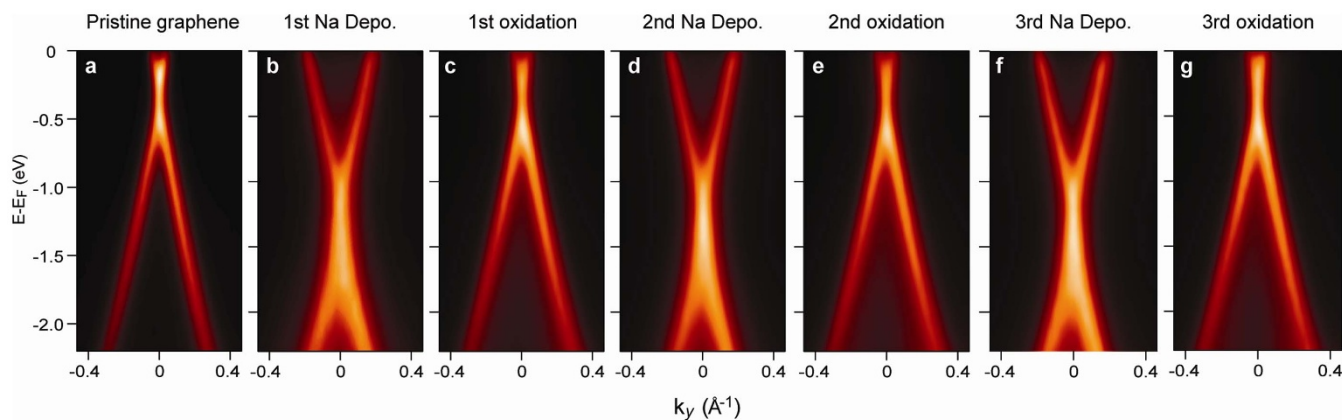 Pristine graphene 1st Na Depo. 1st oxidation 2nd Na Depo. 2nd oxidation 3rd Na Depo. 3rd oxidation
a b c d e f g
0
-0.5
-1.0
-1.5
-2.0
E-EF (eV)
-0.4 0 0.4 -0.4 0 0.4 -0.4 0 0.4 -0.4 0 0.4 -0.4 0 0.4 -0.4 0 0.4 -0.4 0 0.4
ky (Å-1)